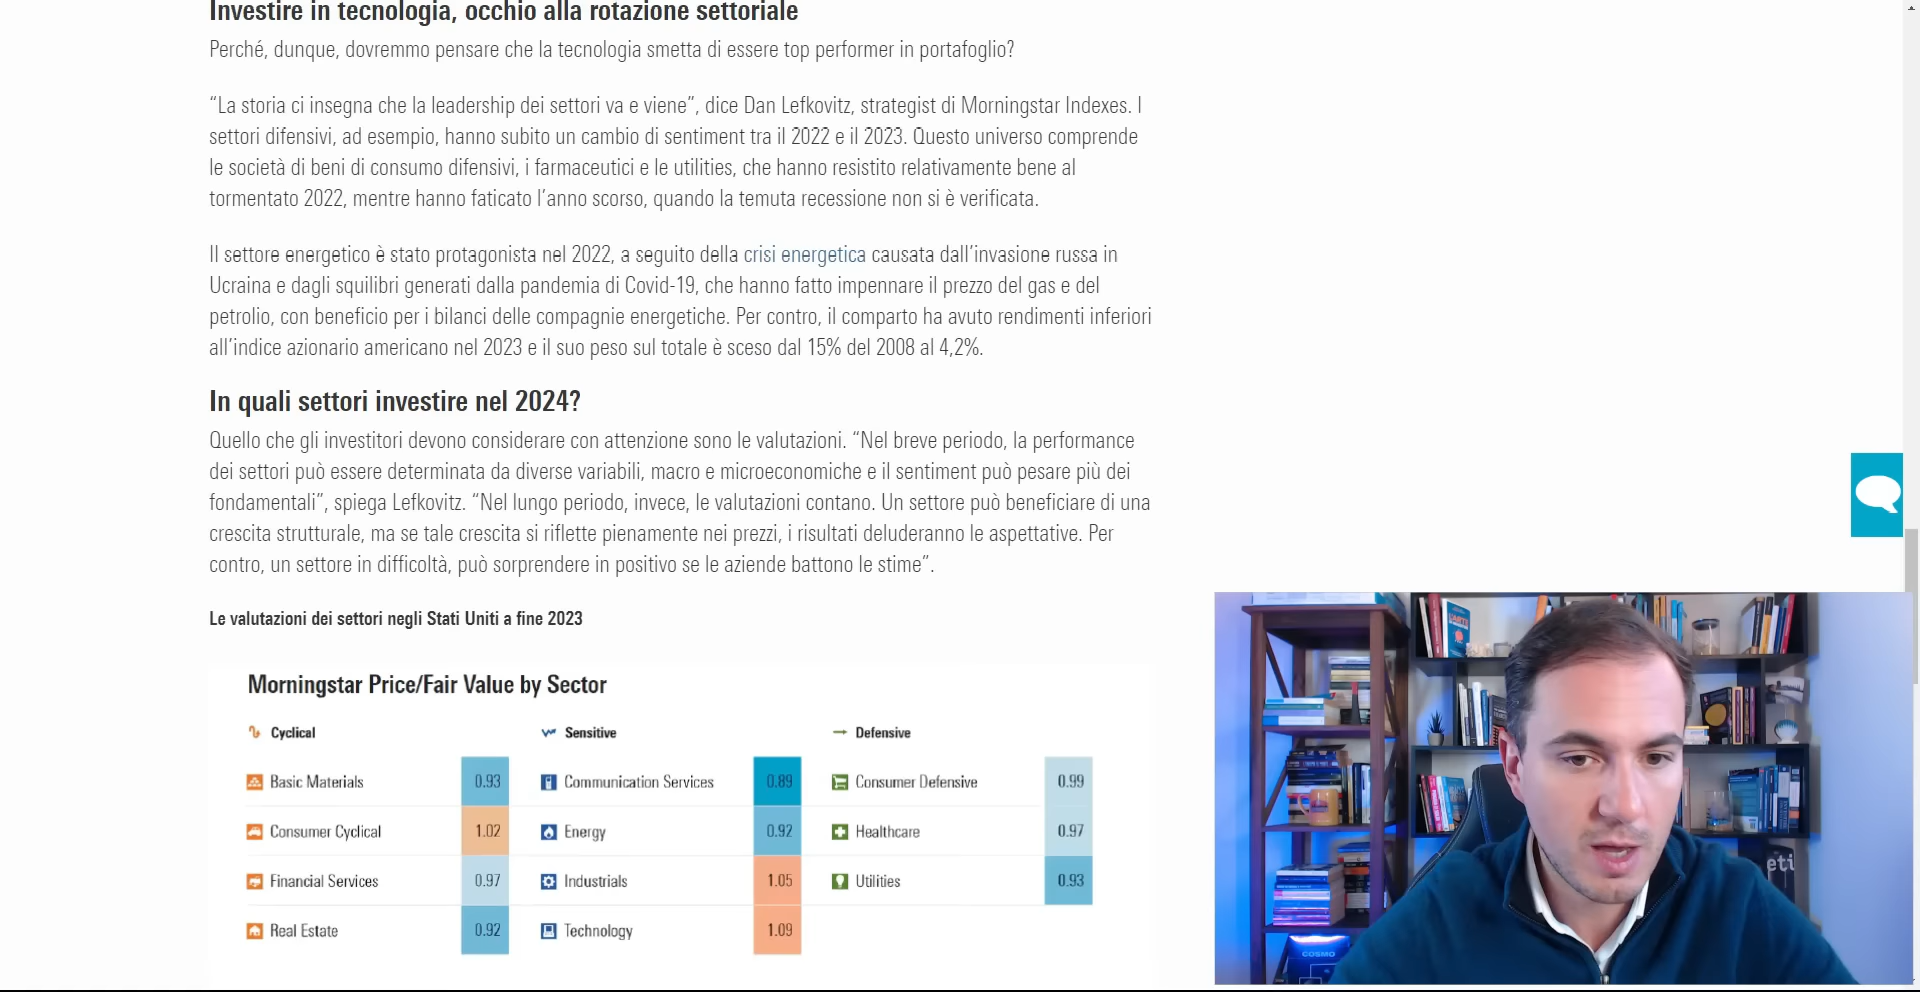 Investire in tecnologia, occhio alla rotazione settoriale
Perché, dunque, dovremmo pensare che la tecnologia smetta di essere top performer in portafoglio?
“La storia ci insegna che la leadership dei settori va e viene”, dice Dan Lefkovitz, strategist di Morningstar Indexes. I
settori difensivi, ad esempio, hanno subito un cambio di sentiment tra il 2022 e il 2023. Questo universo comprende
le società di beni di consumo difensivi, i farmaceutici e le utilities, che hanno resistito relativamente bene al
tormentato 2022, mentre hanno faticato l’anno scorso, quando la temuta recessione non si è verificata.
Il settore energetico è stato protagonista nel 2022, a seguito della crisi energetica causata dall’invasione russa in
Ucraina e dagli squilibri generati dalla pandemia di Covid-19, che hanno fatto impennare il prezzo del gas e del
petrolio, con beneficio per i bilanci delle compagnie energetiche. Per contro, il comparto ha avuto rendimenti inferiori
all’indice azionario americano nel 2023 e il suo peso sul totale è sceso dal 15% del 2008 al 4,2%.
In quali settori investire nel 2024?
Quello che gli investitori devono considerare con attenzione sono le valutazioni. “Nel breve periodo, la performance
dei settori può essere determinata da diverse variabili, macro e microeconomiche e il sentiment può pesare più dei
fondamentali”, spiega Lefkovitz. “Nel lungo periodo, invece, le valutazioni contano. Un settore può beneficiare di una
crescita strutturale, ma se tale crescita si riflette pienamente nei prezzi, i risultati deluderanno le aspettative. Per
contro, un settore in difficoltà, può sorprendere in positivo se le aziende battono le stime”.
Le valutazioni dei settori negli Stati Uniti a fine 2023
Morningstar Price/Fair Value by Sector
Cyclical Sensitive Defensive
Basic Materials 0.93 Communication Services 0.89 Consumer Defensive 0.99
Consumer Cyclical 1.02 Energy 0.92 Healthcare 0.97
Financial Services 0.97 Industrials 1.05 Utilities 0.93
Real Estate 0.92 Technology 1.09
eti
COSMO